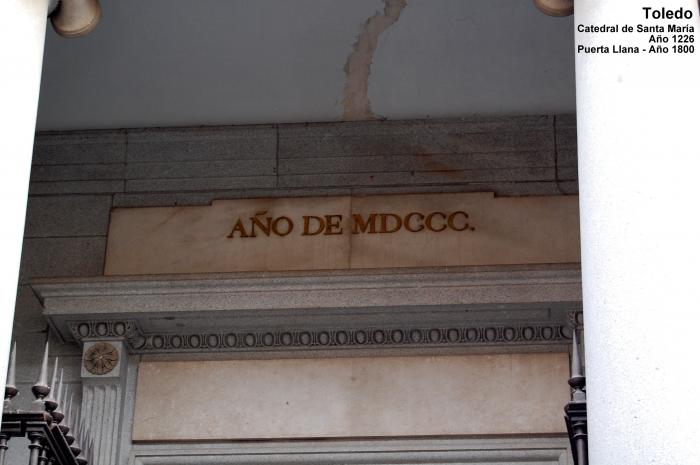 Toledo
Catedral de Santa María
Año 1226
Puerta Llana - Año 1800
AÑO DE MDCCC.